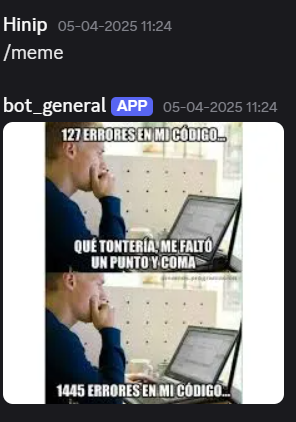 Hinip 05-04-2025 11:24
/meme
bot_general APP 05-04-2025 11:24
127 ERRORES EN MI CÓDIGO...
QUÉ TONTERÍA, ME FALTÓ
UN PUNTO Y COMA
1445 ERRORES EN MI CÓDIGO...